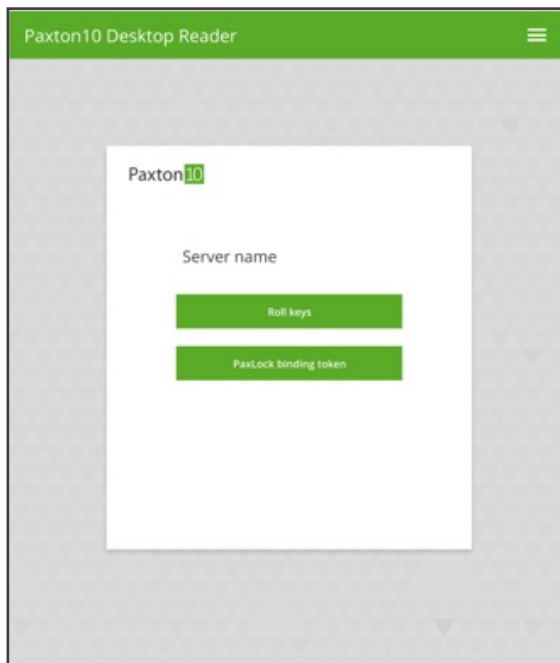 Paxton10 Desktop Reader
Paxton10
Server name
Roll keys
PaxLock binding token